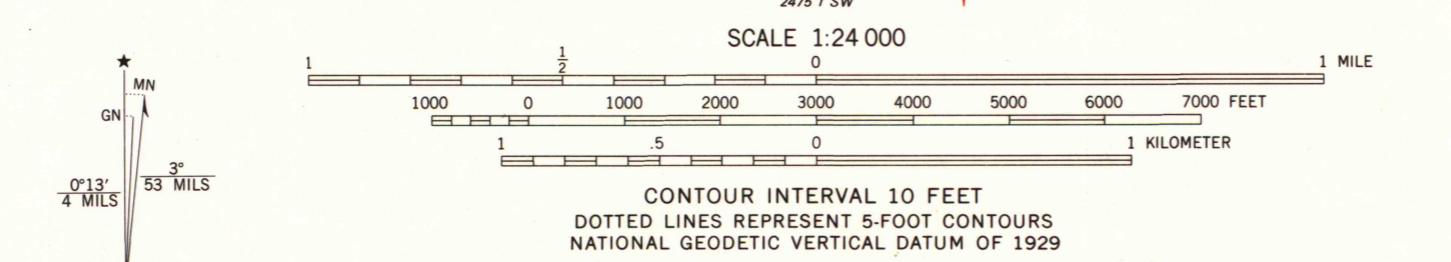 2475 I SW
SCALE 1:24 000
1 1/2 0 1 MILE
1000 0 1000 2000 3000 4000 5000 6000 7000 FEET
1 .5 0 1 KILOMETER
CONTOUR INTERVAL 10 FEET
DOTTED LINES REPRESENT 5-FOOT CONTOURS
NATIONAL GEODETIC VERTICAL DATUM OF 1929
★
MN
GN
3°
53 MILS
0°13′
4 MILS